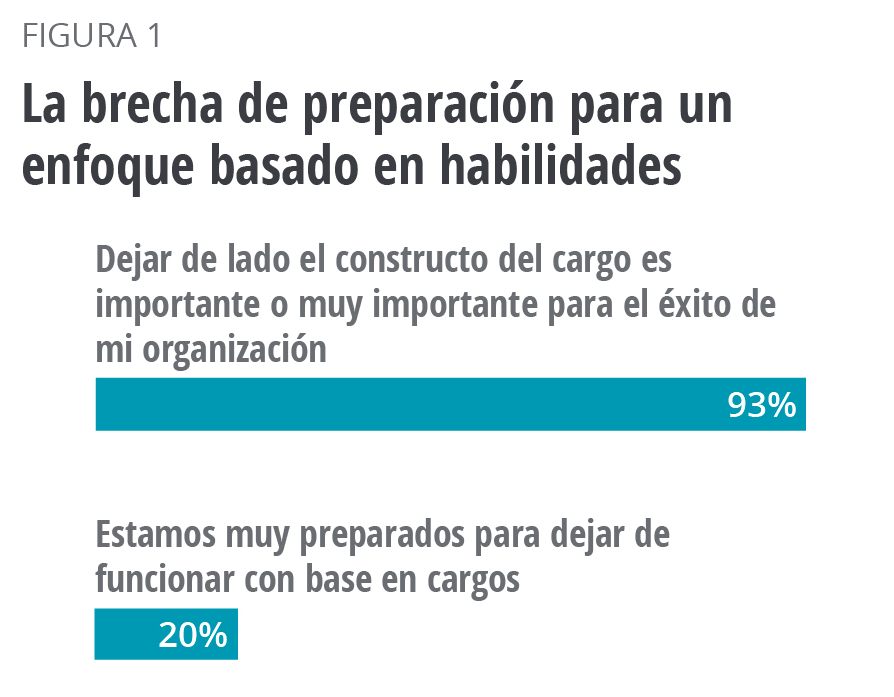 FIGURA 1
La brecha de preparación para un
enfoque basado en habilidades
Dejar de lado el constructo del cargo es
importante o muy importante para el éxito de
mi organización
93%
Estamos muy preparados para dejar de
funcionar con base en cargos
20%